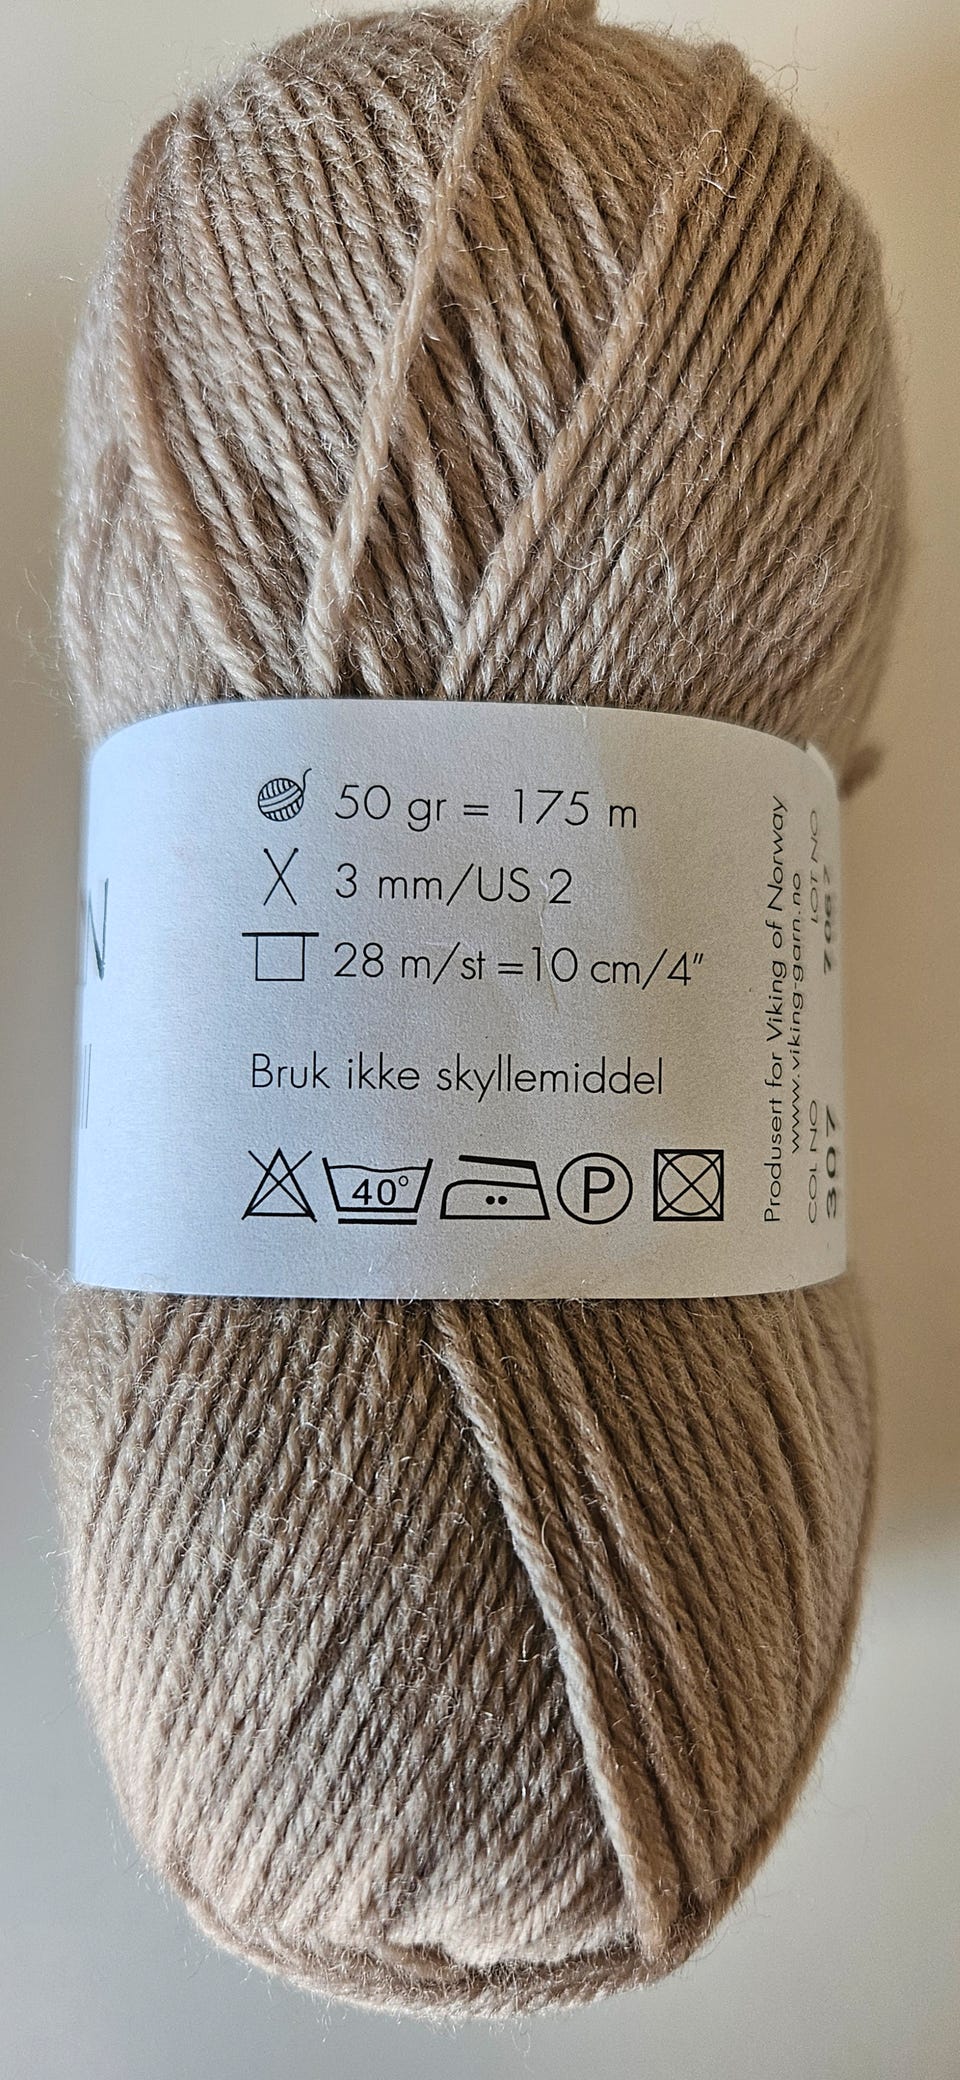 50 gr = 175 m
3 mm/US 2
28 m/st =10 cm/4"
Bruk ikke skyllemiddel
40°
P
Produsert for Viking of Norway
www.viking-garn.no
COL NO LOT NO
307 7067
N